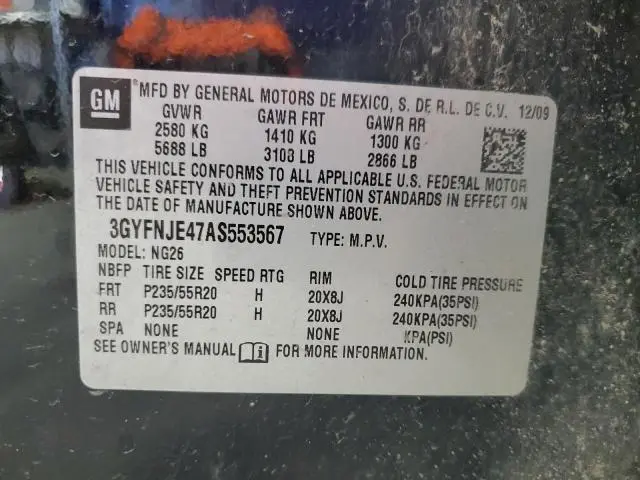 GM
MFD BY GENERAL MOTORS DE MEXICO, S. DE R.L. DE C.V. 12/09
GVWR GAWR FRT GAWR RR
2580 KG 1410 KG 1300 KG
5688 LB 3108 LB 2866 LB
THIS VEHICLE CONFORMS TO ALL APPLICABLE U.S. FEDERAL MOTOR
VEHICLE SAFETY AND THEFT PREVENTION STANDARDS IN EFFECT ON
THE DATE OF MANUFACTURE SHOWN ABOVE.
3GYFNJE47AS553567 TYPE: M.P.V.
MODEL: NG26
NBFP TIRE SIZE SPEED RTG RIM COLD TIRE PRESSURE
FRT P235/55R20 H 20X8J 240KPA(35PSI)
RR P235/55R20 H 20X8J 240KPA(35PSI)
SPA NONE NONE KPA(PSI)
SEE OWNER'S MANUAL FOR MORE INFORMATION.